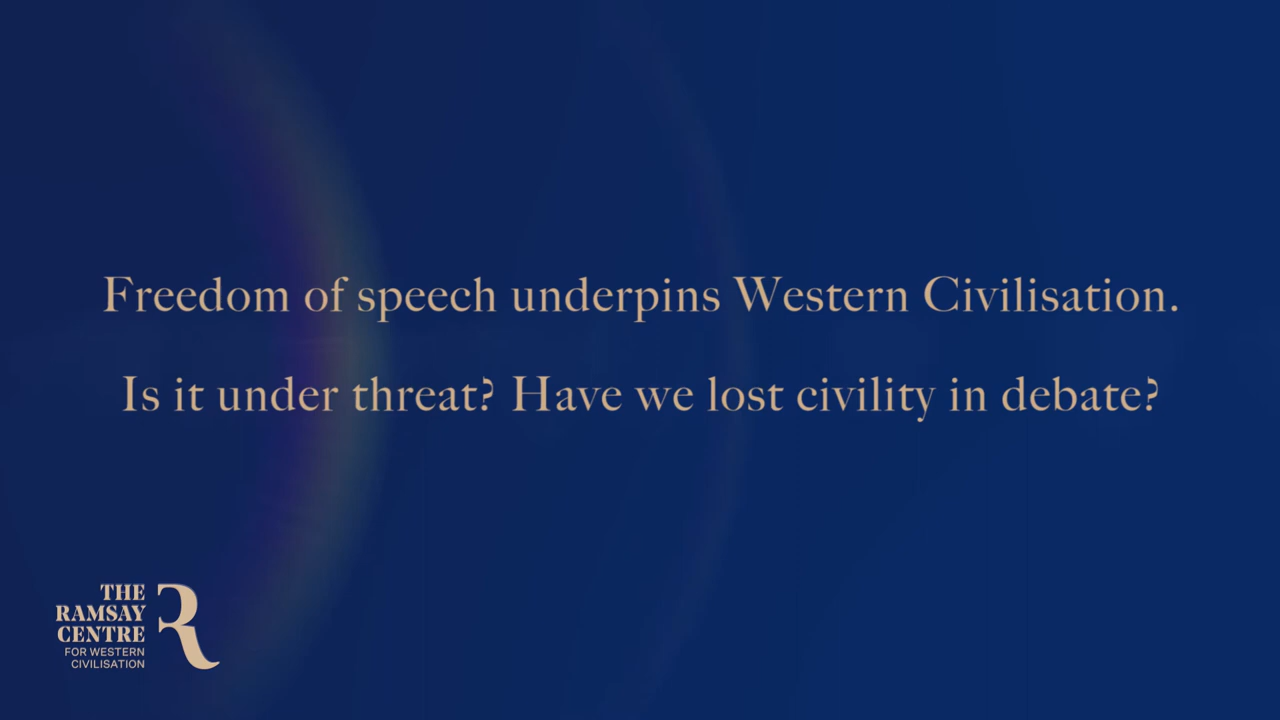 Freedom of speech underpins Western Civilisation.
Is it under threat? Have we lost civility in debate?
THE
RAMSAY
CENTRE
FOR WESTERN
CIVILISATION
R